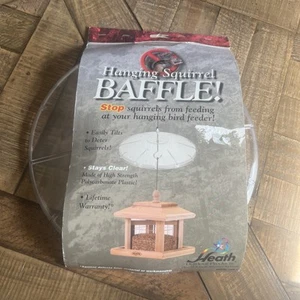 Hanging Squirrel
BAFFLE!
Stop squirrels from feeding
at your hanging bird feeder!
• Easily Tilts
to Deter
Squirrels!
• Stays Clear!
Made of High Strength
Polycarbonate Plastic!
• Lifetime
Warranty!*
Heath